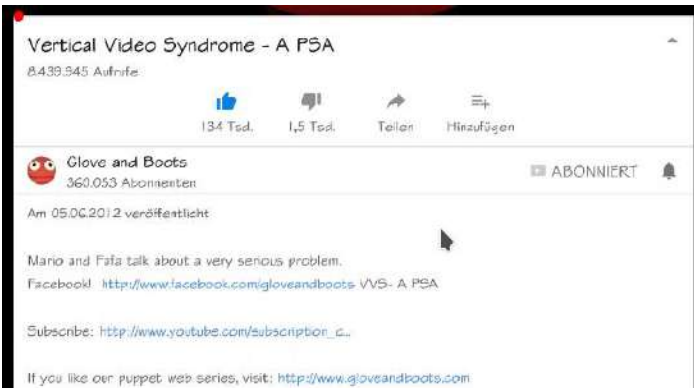 Vertical Video Syndrome - A PSA
8.439.945 Aufrufe
134 Tsd. 1,5 Tsd. Teilen Hinzufügen
Glove and Boots
360.053 Abonnenten
ABONNIERT
Am 05.06.2012 veröffentlicht
Mario and Fafa talk about a very serious problem.
Facebook! http://www.facebook.com/gloveandboots VVS- A PSA
Subscribe: http://www.youtube.com/subscription_c...
If you like our puppet web series, visit: http://www.gloveandboots.com